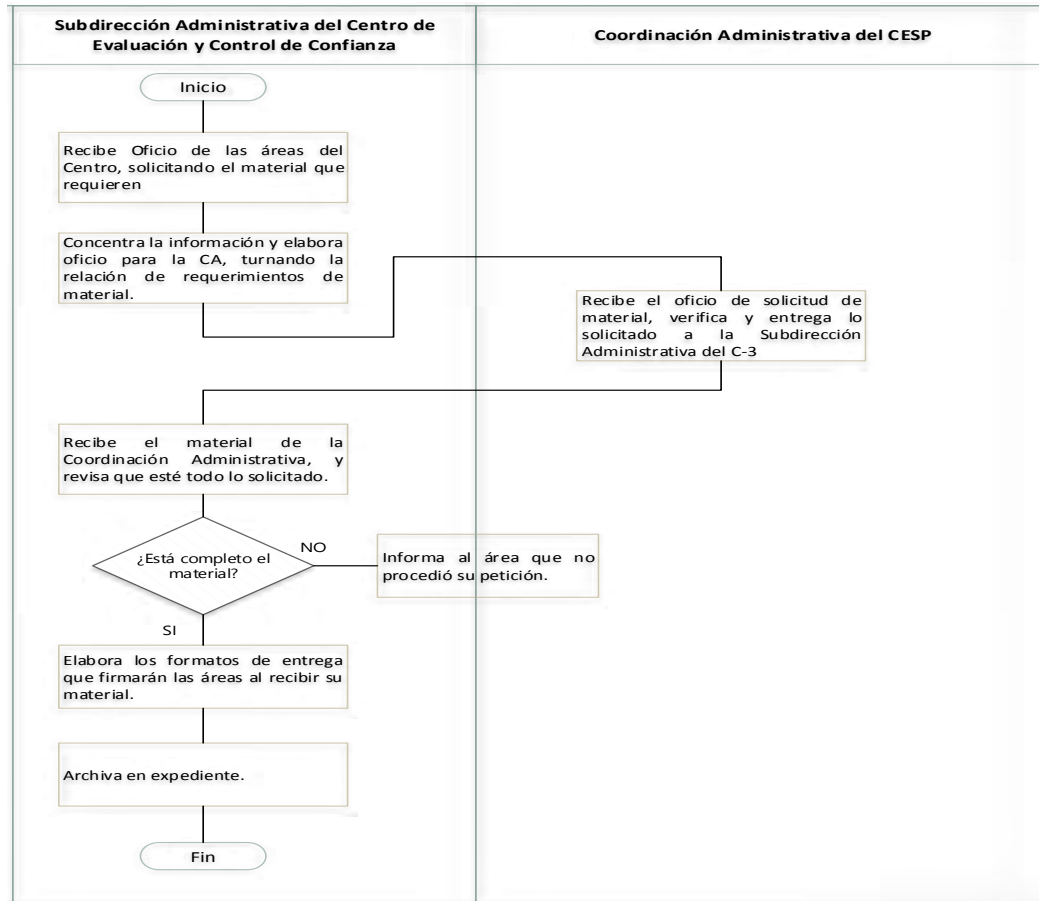 Subdirección Administrativa del Centro de
Evaluación y Control de Confianza
Coordinación Administrativa del CESP
Inicio
Recibe Oficio de las áreas del
Centro, solicitando el material que
requieren
Concentra la información y elabora
oficio para la CA, turnando la
relación de requerimientos de
material.
Recibe el oficio de solicitud de
material, verifica y entrega lo
solicitado a la Subdirección
Administrativa del C-3
Recibe el material de la
Coordinación Administrativa, y
revisa que esté todo lo solicitado.
¿Está completo el
material?
NO
Informa al área que no
procedió su petición.
SI
Elabora los formatos de entrega
que firmarán las áreas al recibir su
material.
Archiva en expediente.
Fin